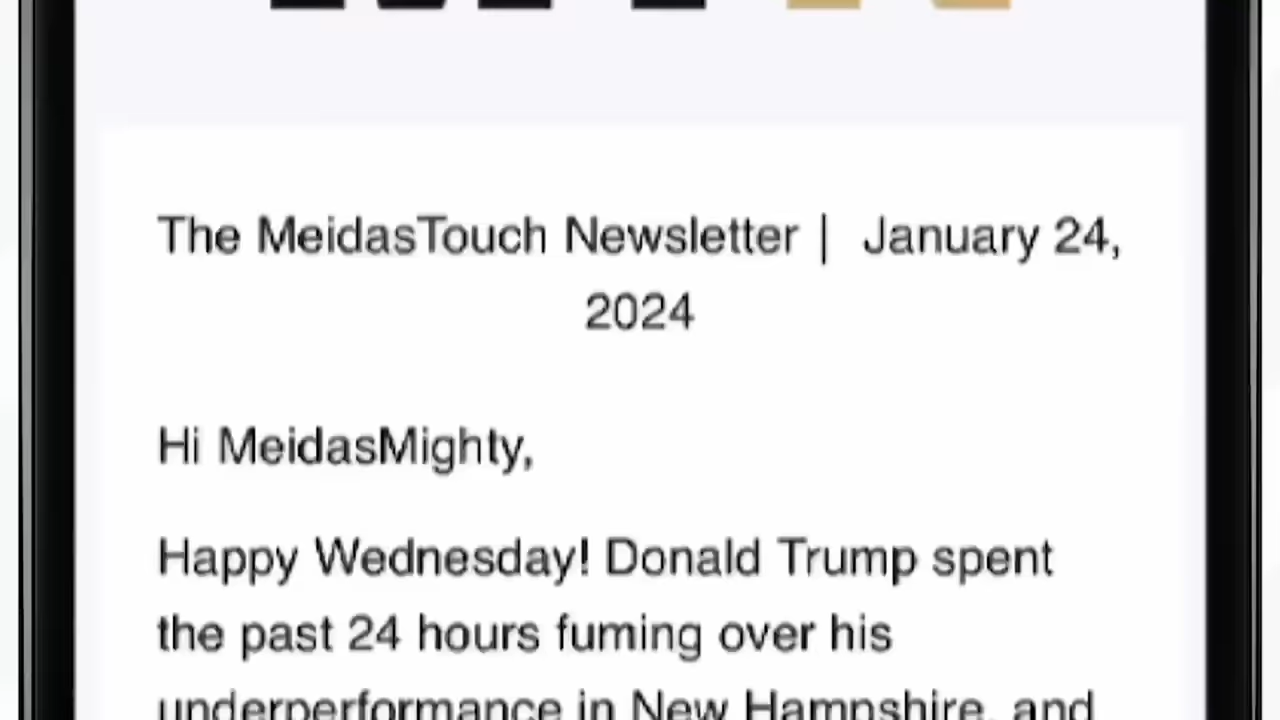 The MeidasTouch Newsletter | January 24,
2024
Hi MeidasMighty,
Happy Wednesday! Donald Trump spent
the past 24 hours fuming over his
underperformance in New Hampshire, and